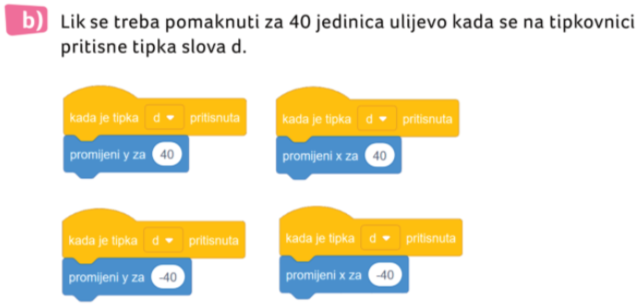 b) Lik se treba pomaknuti za 40 jedinica ulijevo kada se na tipkovnici
pritisne tipka slova d.
kada je tipka d pritisnuta
promijeni y za 40
kada je tipka d pritisnuta
promijeni x za 40
kada je tipka d pritisnuta
promijeni y za -40
kada je tipka d pritisnuta
promijeni x za -40